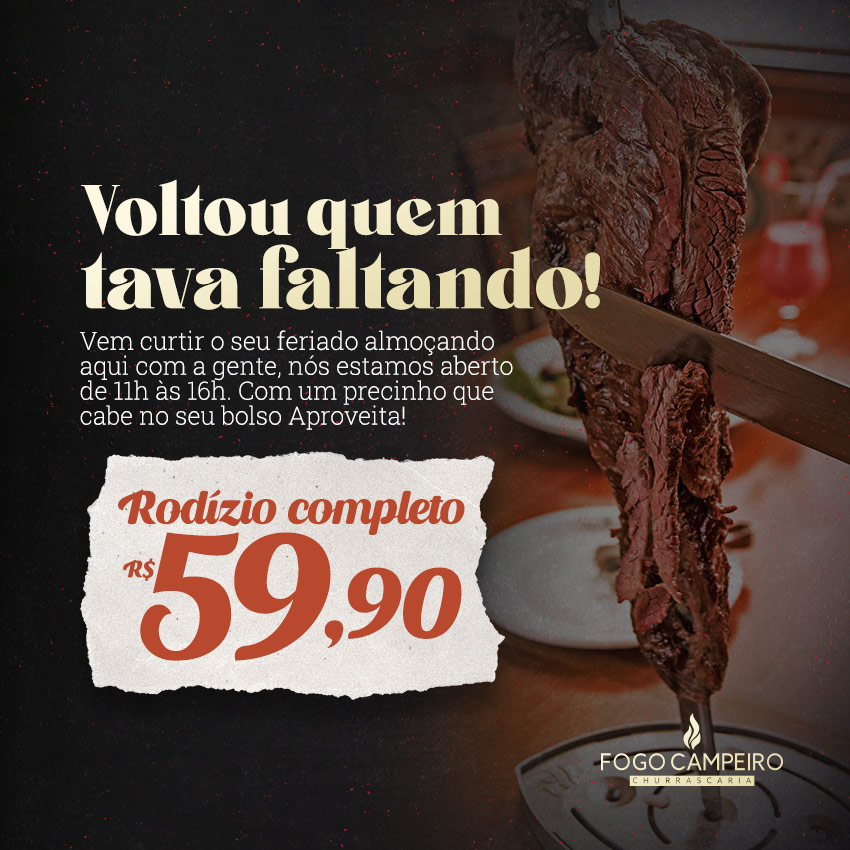 Voltou quem
tava faltando!
Vem curtir o seu feriado almoçando
aqui com a gente, nós estamos aberto
de 11h às 16h. Com um precinho que
cabe no seu bolso Aproveita!
Rodízio completo
R$ 59,90
FOGO CAMPEIRO
CHURRASCARIA